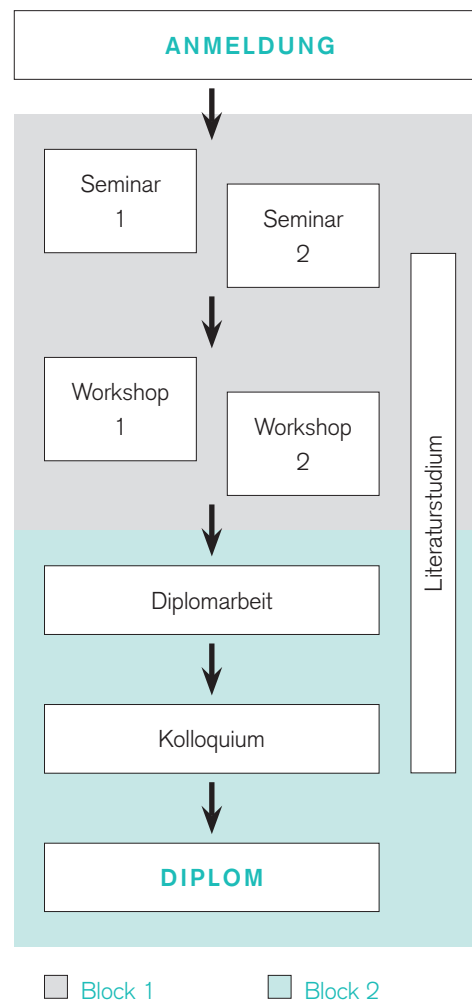 ANMELDUNG
Seminar
1
Seminar
2
Workshop
1
Workshop
2
Literaturstudium
Diplomarbeit
Kolloquium
DIPLOM
Block 1
Block 2